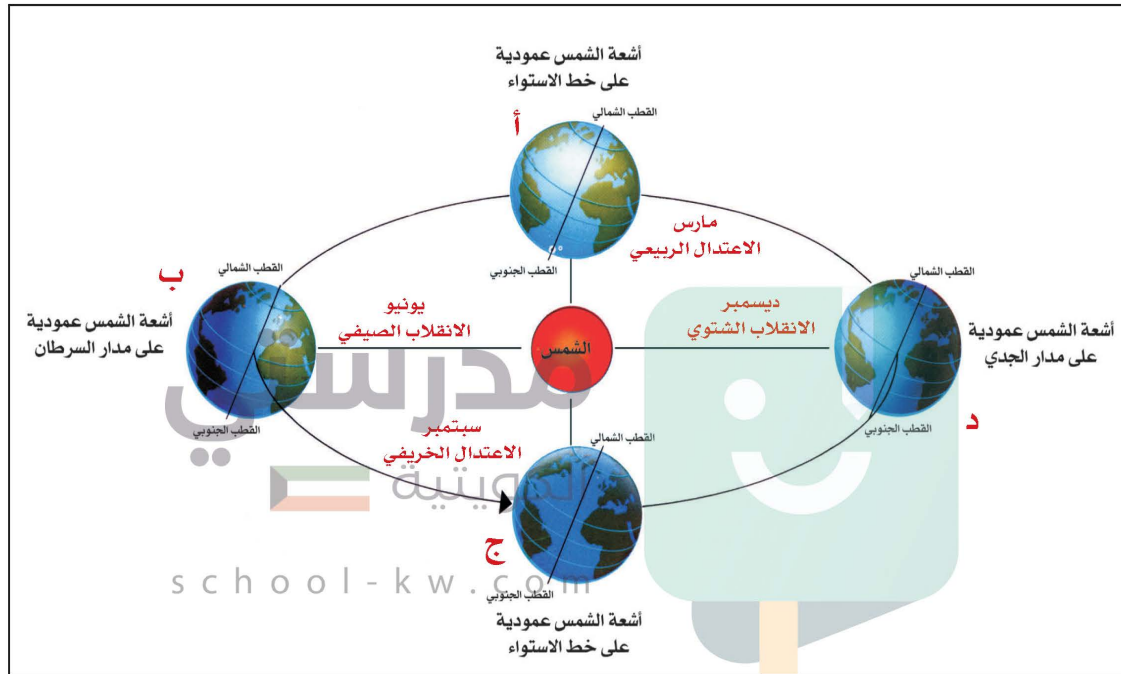 أشعة الشمس عمودية
على خط الاستواء
القطب الشمالي
أ
مارس
الاعتدال الربيعي
القطب الجنوبي
القطب الشمالي
ب
أشعة الشمس عمودية
على مدار السرطان
يونيو
الانقلاب الصيفي
القطب الجنوبي
الشمس
ديسمبر
الانقلاب الشتوي
القطب الشمالي
أشعة الشمس عمودية
على مدار الجدي
القطب الجنوبي
د
مدرستي
الكويتية
school-kw.com
سبتمبر
الاعتدال الخريفي
القطب الشمالي
ج
القطب الجنوبي
أشعة الشمس عمودية
على خط الاستواء